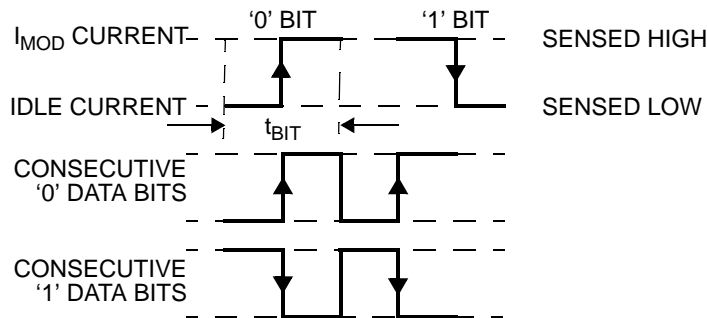 ‘0’ BIT ‘1’ BIT
I_MOD CURRENT SENSED HIGH
IDLE CURRENT SENSED LOW
t_BIT
CONSECUTIVE
‘0’ DATA BITS
CONSECUTIVE
‘1’ DATA BITS